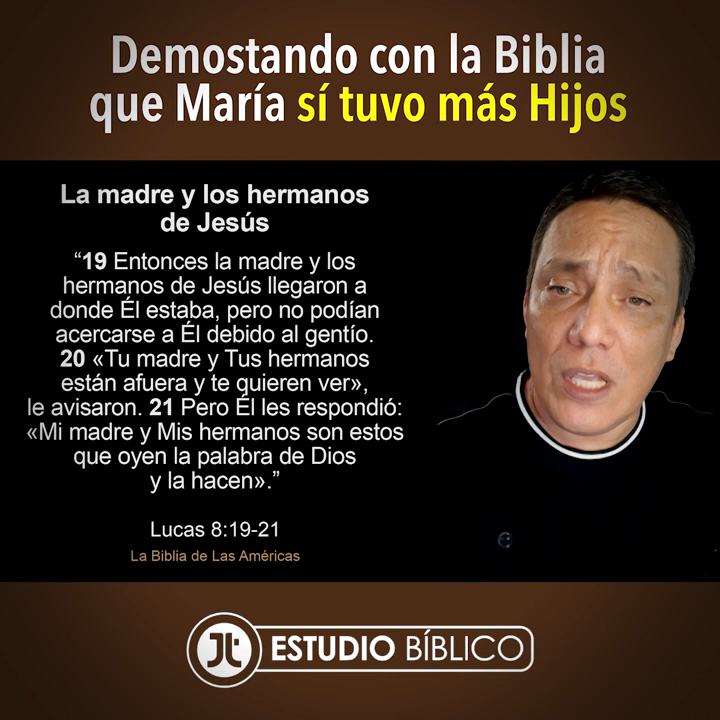 Demostando con la Biblia
que María sí tuvo más Hijos
La madre y los hermanos
de Jesús
“19 Entonces la madre y los
hermanos de Jesús llegaron a
donde Él estaba, pero no podían
acercarse a Él debido al gentío.
20 «Tu madre y Tus hermanos
están afuera y te quieren ver»,
le avisaron. 21 Pero Él les respondió:
«Mi madre y Mis hermanos son estos
que oyen la palabra de Dios
y la hacen».”
Lucas 8:19-21
La Biblia de Las Américas
Jt ESTUDIO BÍBLICO